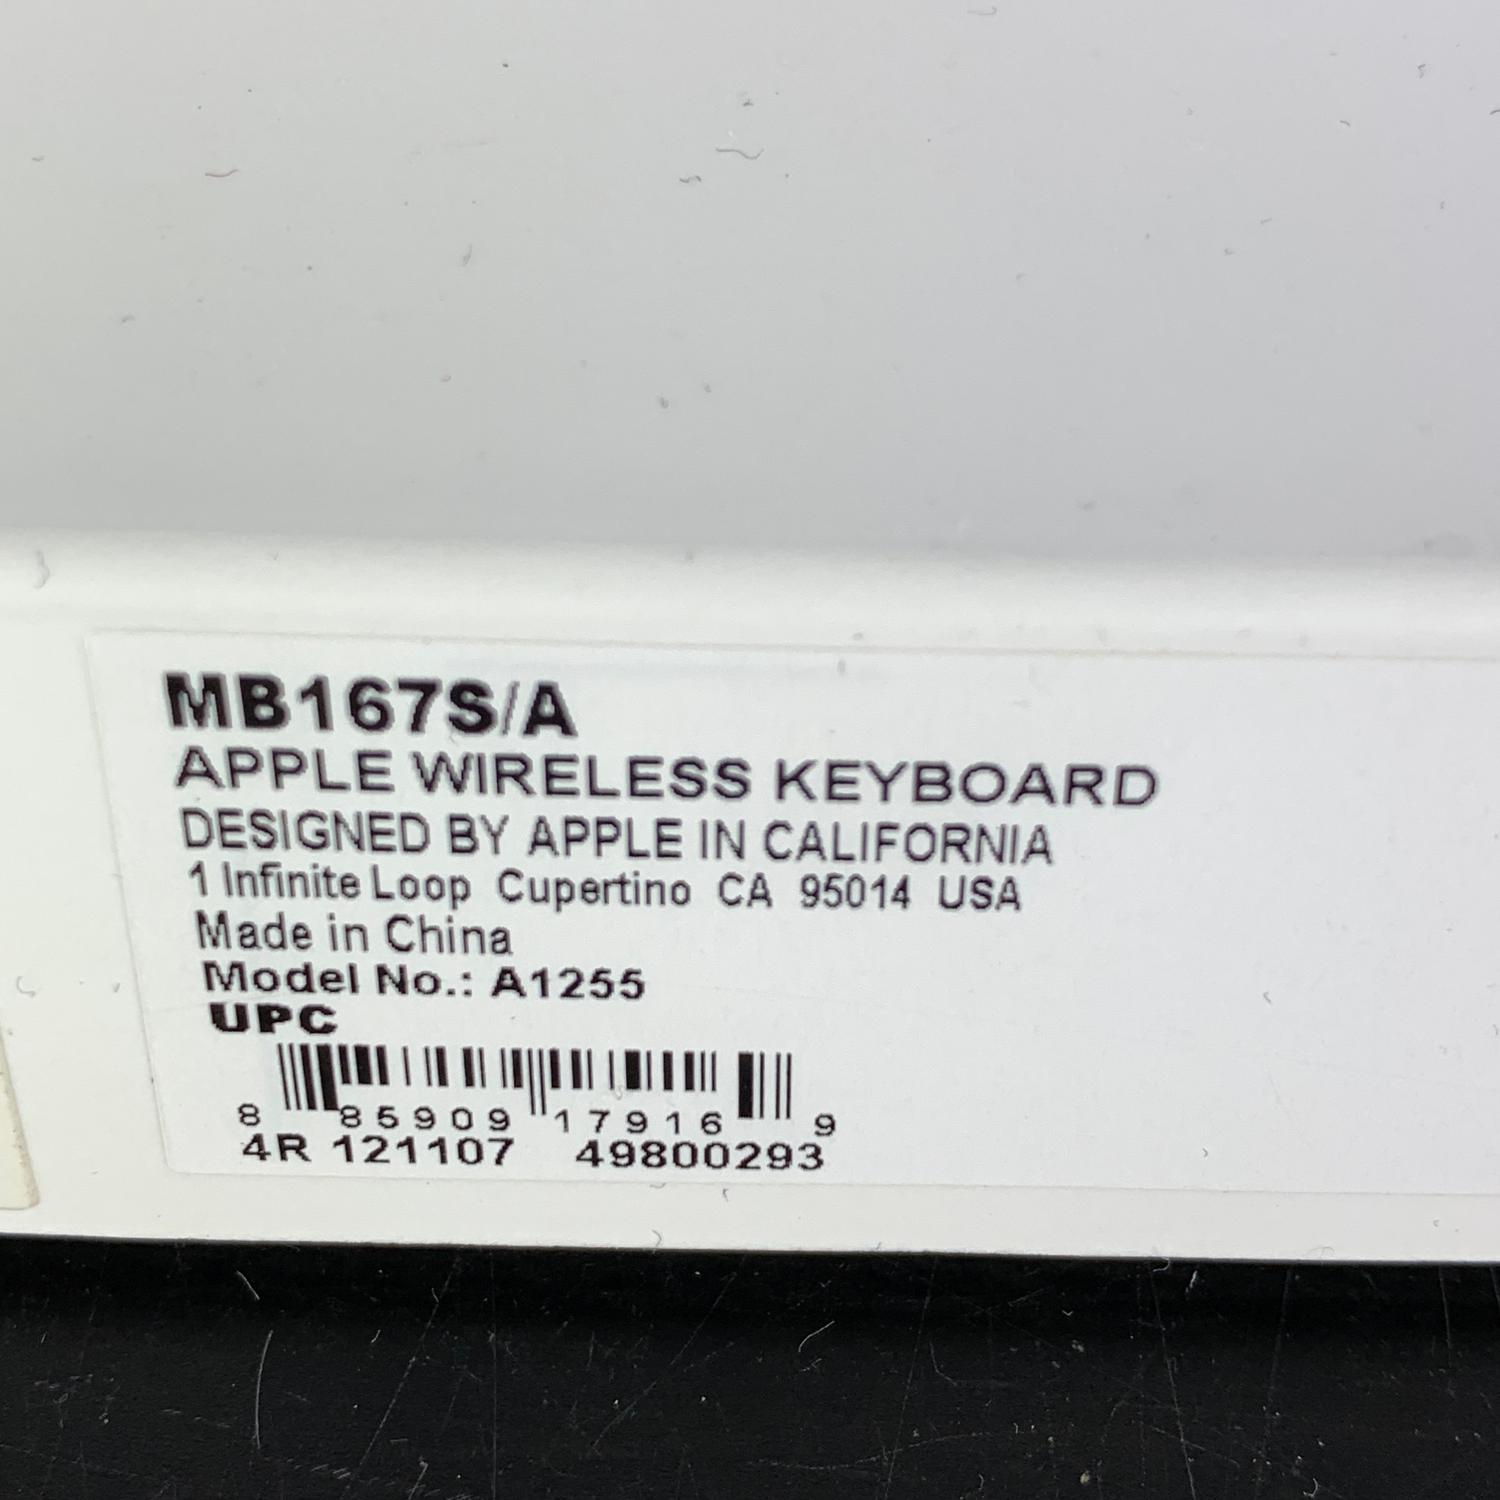 MB167S/A
APPLE WIRELESS KEYBOARD
DESIGNED BY APPLE IN CALIFORNIA
1 Infinite Loop Cupertino CA 95014 USA
Made in China
Model No.: A1255
UPC
8 85909 17916 9
4R 121107 49800293